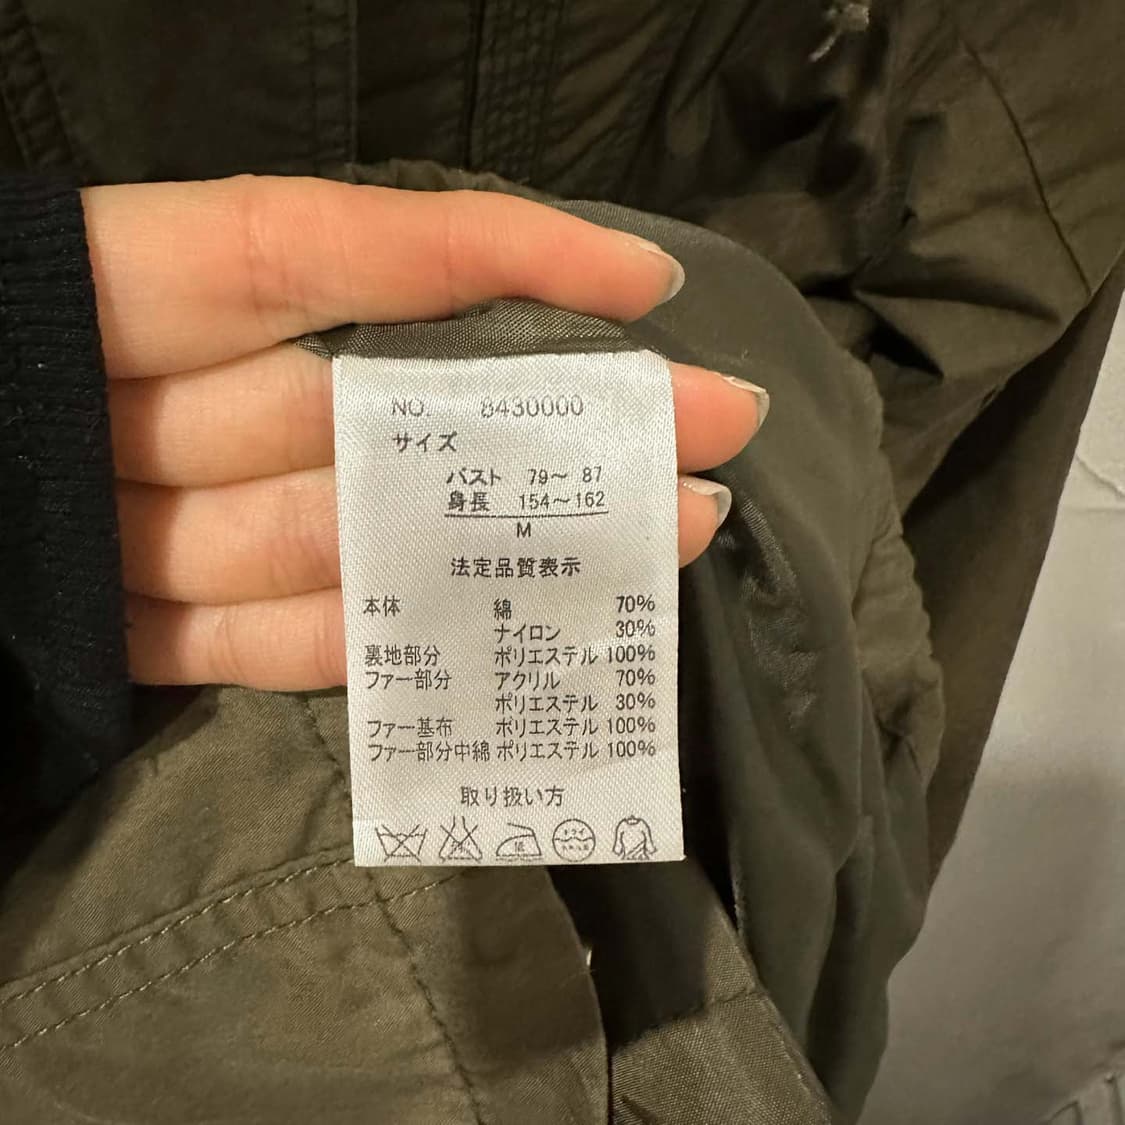 NO. 8430000
サイズ
バスト 79～ 87
身長 154～162
M
法定品質表示
本体 綿 70%
ナイロン 30%
裏地部分 ポリエステル 100%
ファー部分 アクリル 70%
ポリエステル 30%
ファー基布 ポリエステル 100%
ファー部分中綿 ポリエステル 100%
取り扱い方
低 ドライ